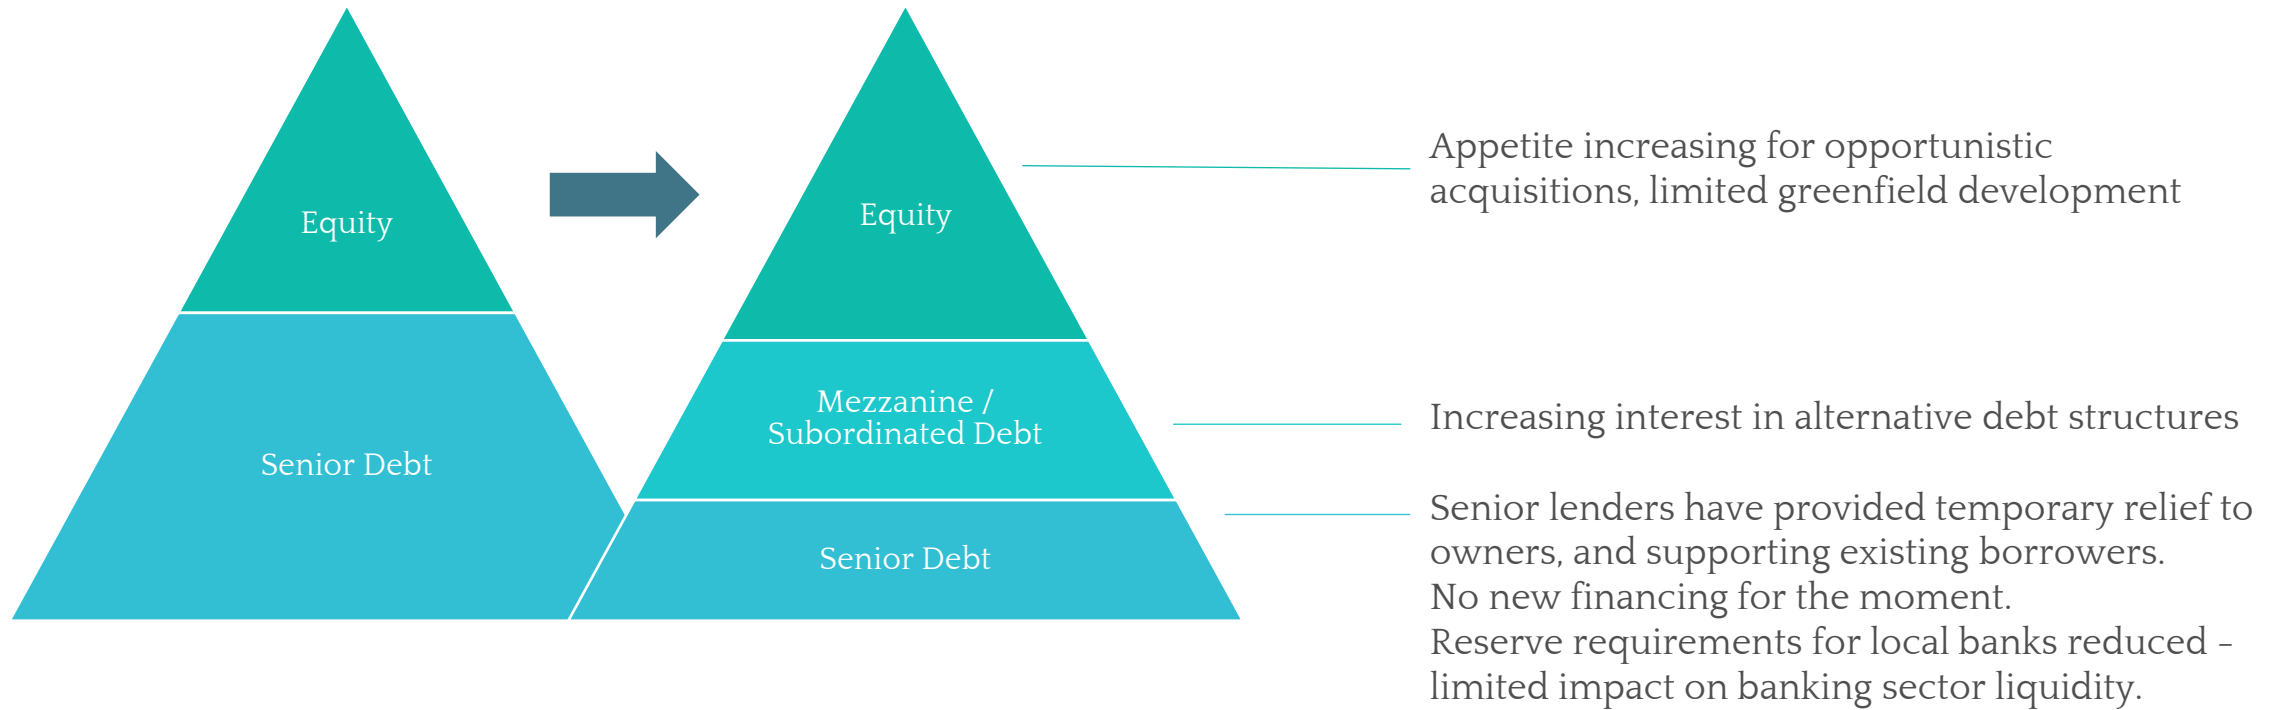 Equity
Senior Debt
Equity
Mezzanine /
Subordinated Debt
Senior Debt
Appetite increasing for opportunistic
acquisitions, limited greenfield development
Increasing interest in alternative debt structures
Senior lenders have provided temporary relief to
owners, and supporting existing borrowers.
No new financing for the moment.
Reserve requirements for local banks reduced –
limited impact on banking sector liquidity.